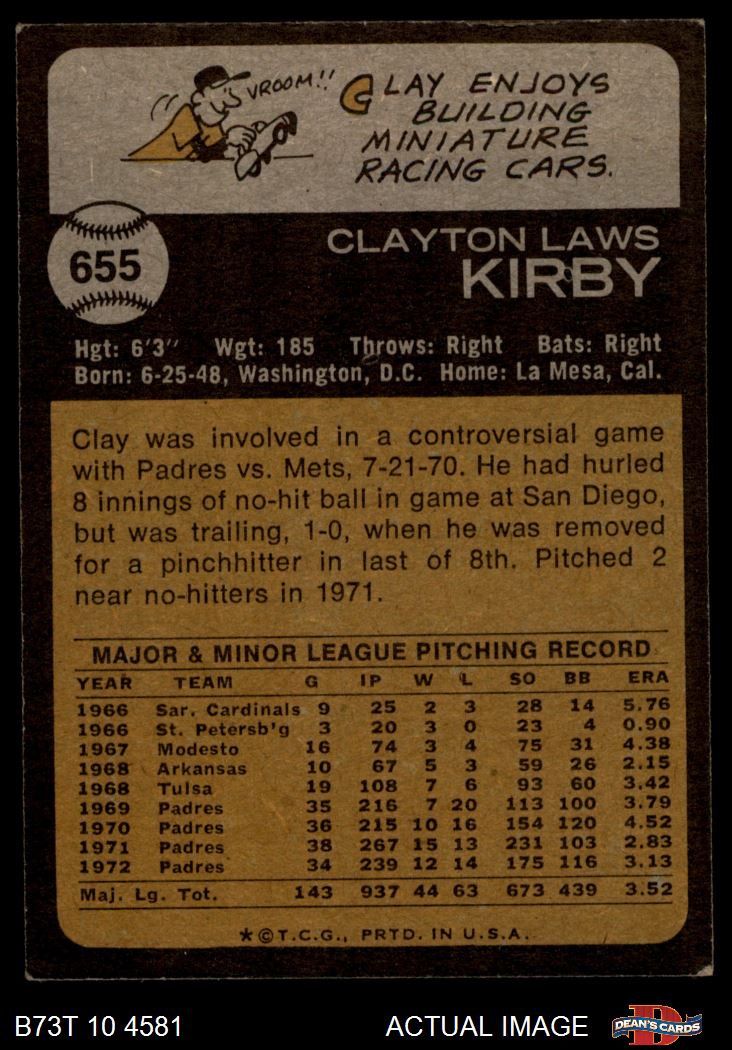 VROOM!!
CLAY ENJOYS
BUILDING
MINIATURE
RACING CARS.
655
CLAYTON LAWS
KIRBY
Hgt: 6'3" Wgt: 185 Throws: Right Bats: Right
Born: 6-25-48, Washington, D.C. Home: La Mesa, Cal.
Clay was involved in a controversial game
with Padres vs. Mets, 7-21-70. He had hurled
8 innings of no-hit ball in game at San Diego,
but was trailing, 1-0, when he was removed
for a pinchhitter in last of 8th. Pitched 2
near no-hitters in 1971.
MAJOR & MINOR LEAGUE PITCHING RECORD
YEAR TEAM G IP W L SO BB ERA
1966 Sar. Cardinals 9 25 2 3 28 14 5.76
1966 St. Petersb'g 3 20 3 0 23 4 0.90
1967 Modesto 16 74 3 4 75 31 4.38
1968 Arkansas 10 67 5 3 59 26 2.15
1968 Tulsa 19 108 7 6 93 60 3.42
1969 Padres 35 216 7 20 113 100 3.79
1970 Padres 36 215 10 16 154 120 4.52
1971 Padres 38 267 15 13 231 103 2.83
1972 Padres 34 239 12 14 175 116 3.13
Maj. Lg. Tot. 143 937 44 63 673 439 3.52
*©T.C.G., PRTD. IN U.S.A.
B73T 10 4581 ACTUAL IMAGE
D
DEAN'S CARDS